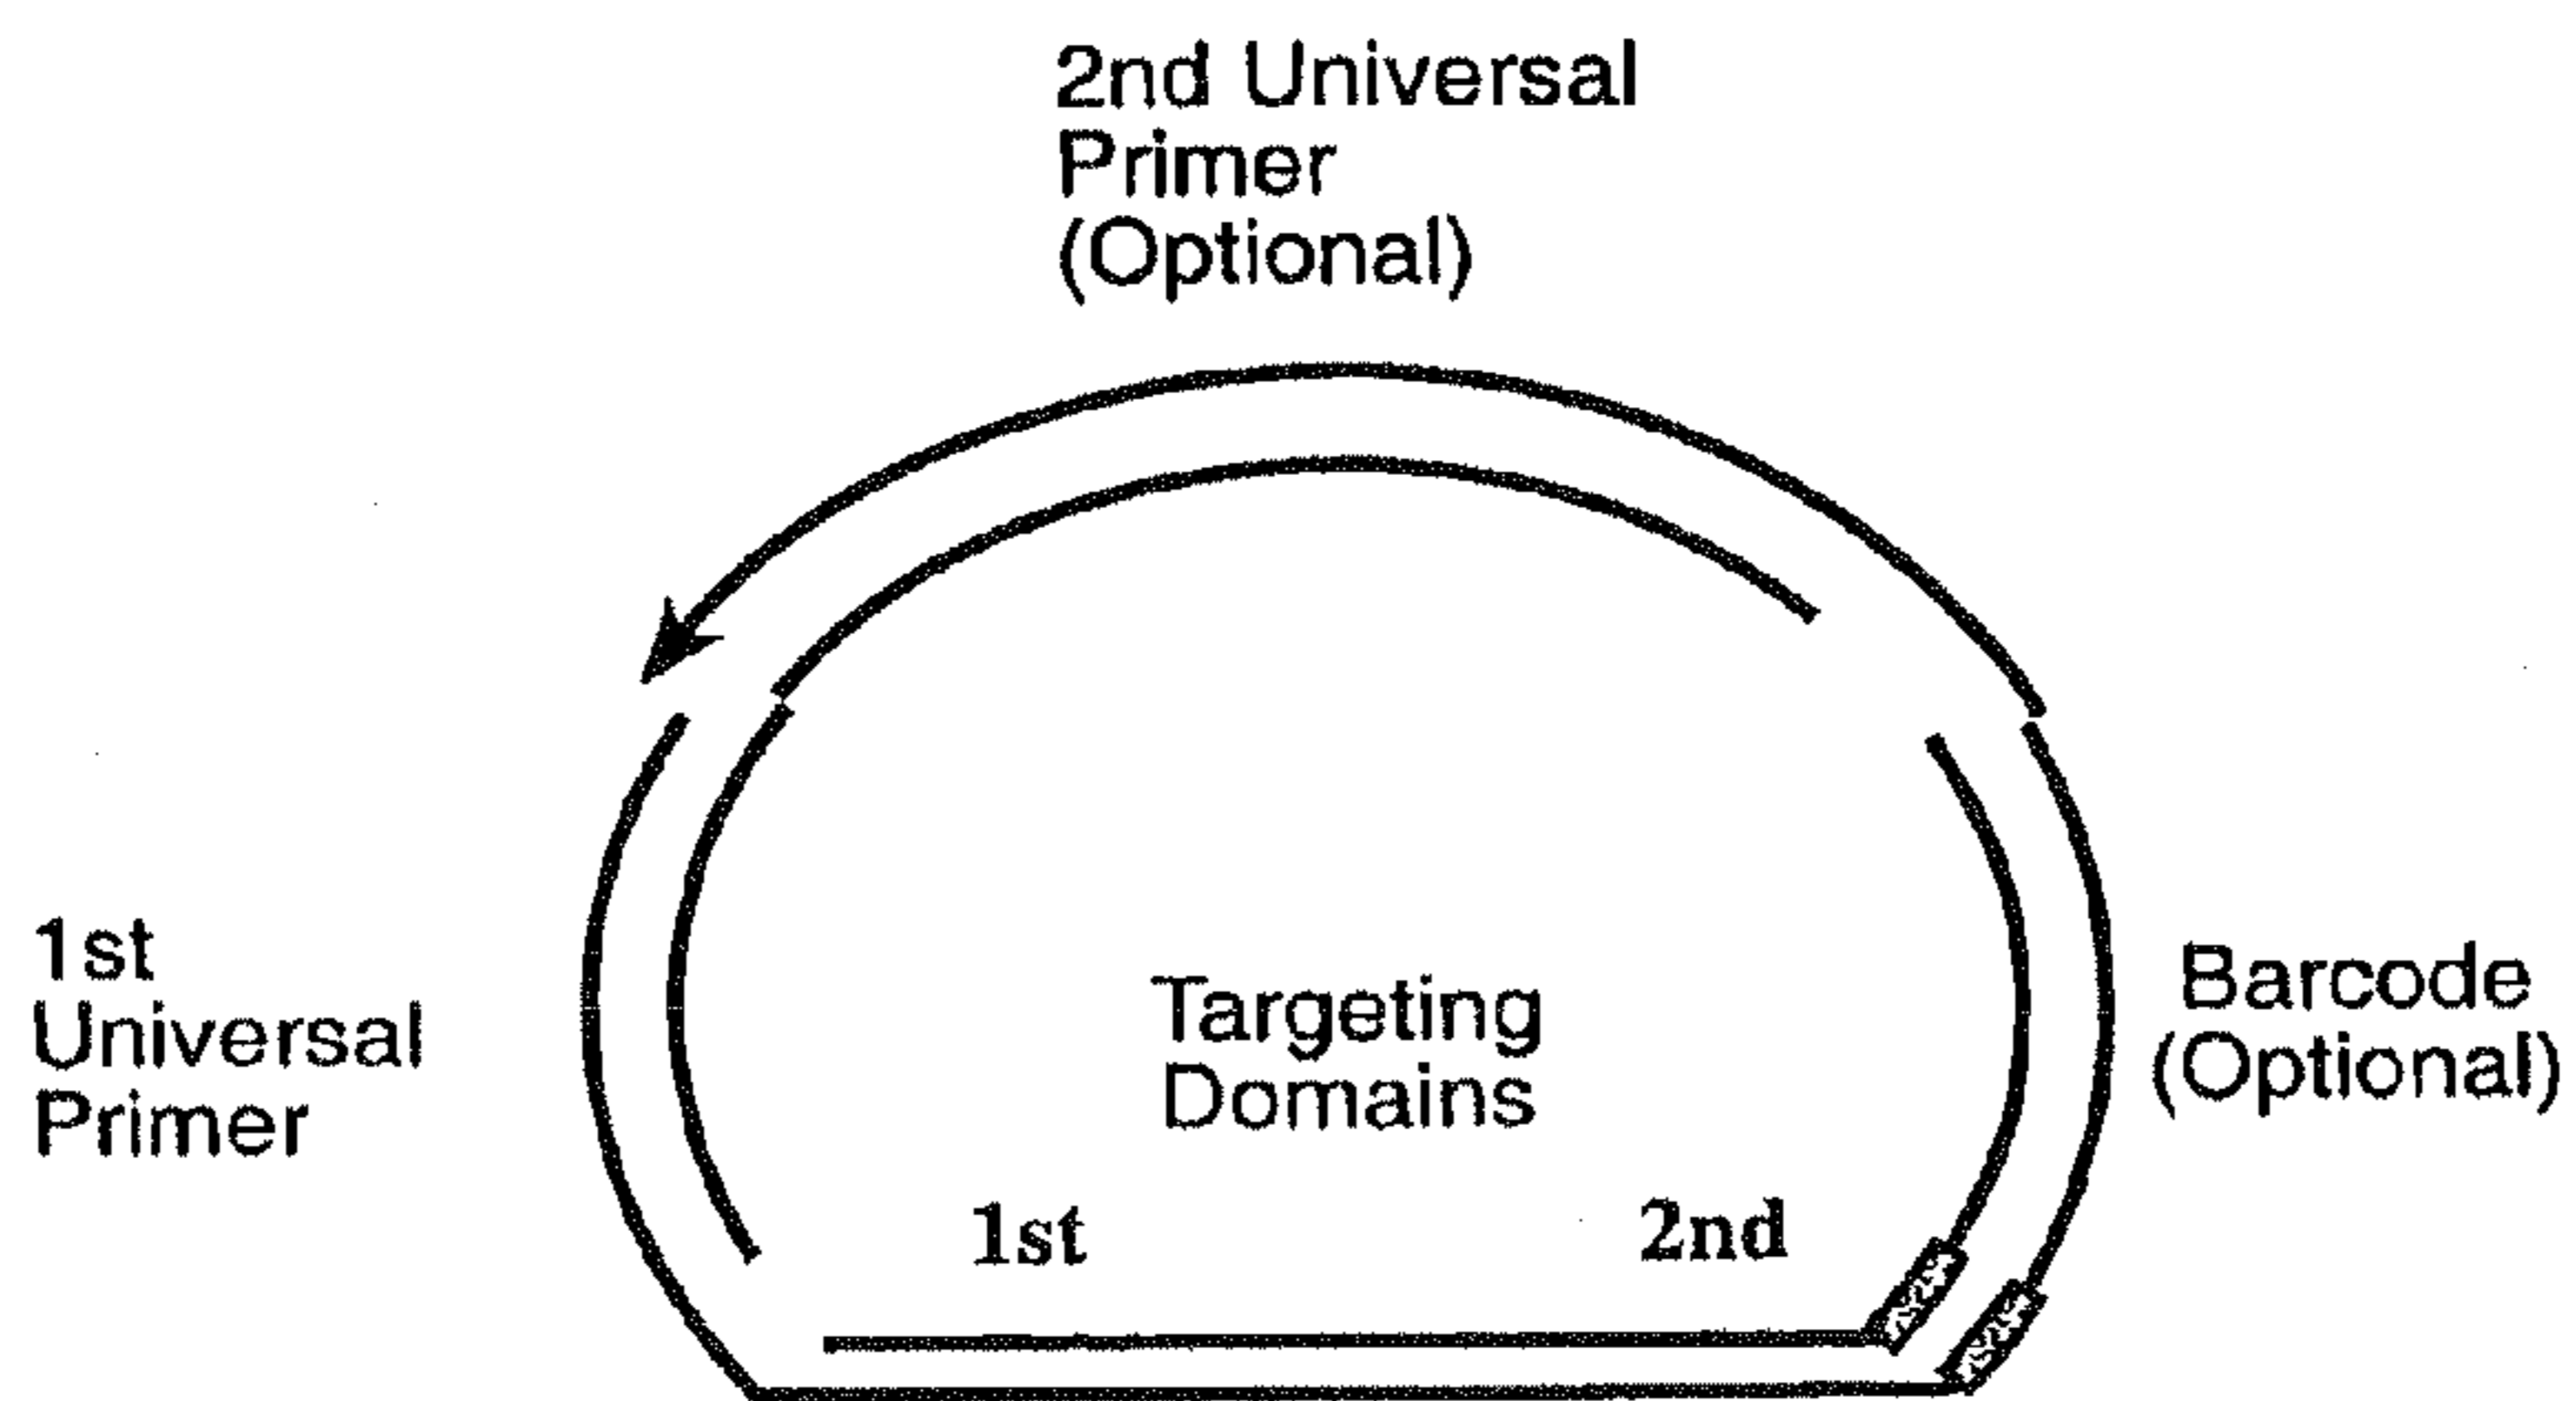 2nd Universal
Primer
(Optional)
1st
Universal
Primer
Targeting
Domains
Barcode
(Optional)
1st
2nd